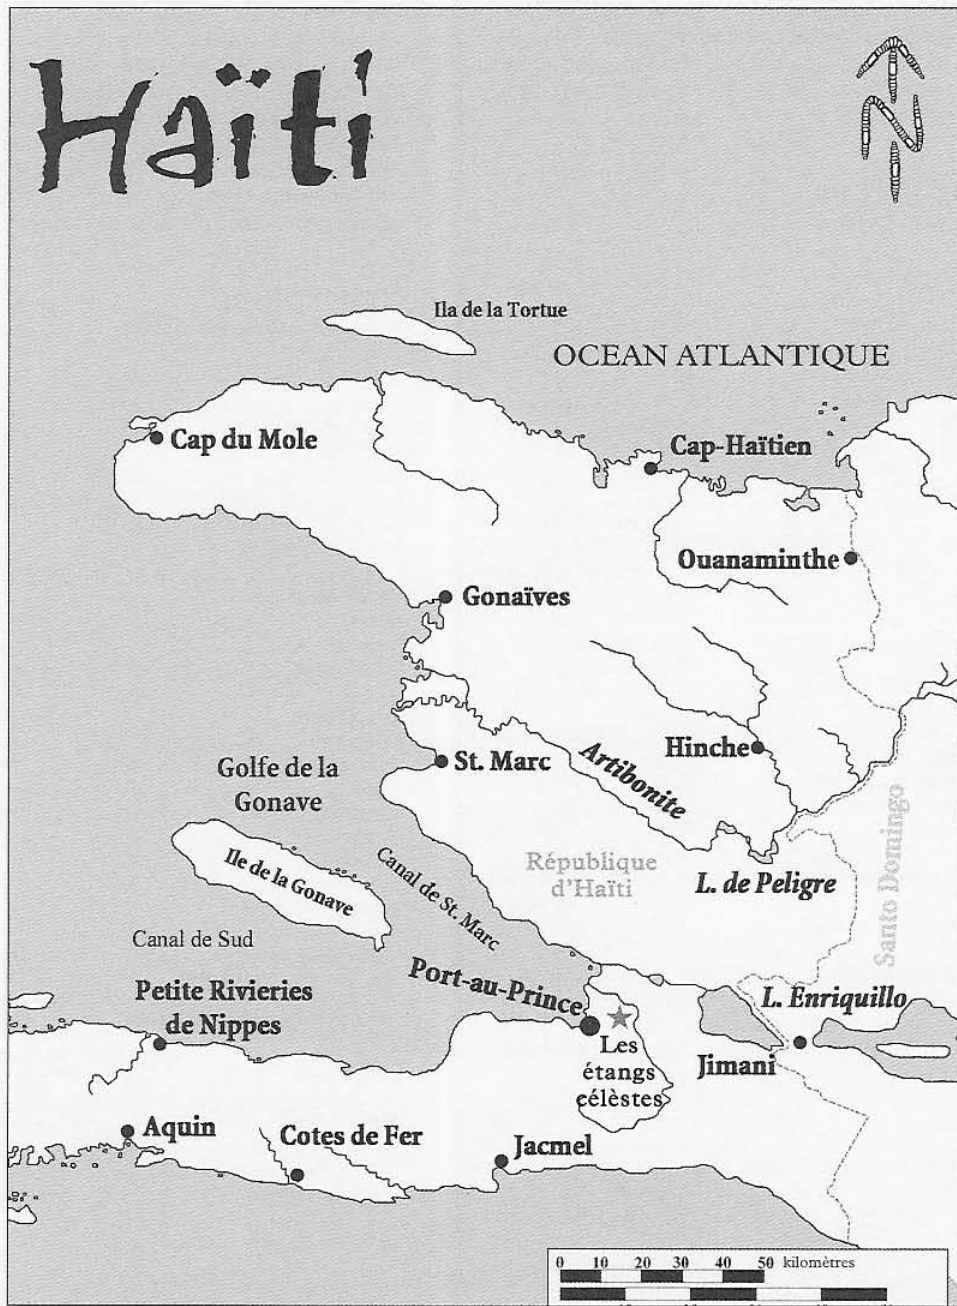 Haïti
N
Ila de la Tortue
OCEAN ATLANTIQUE
Cap du Mole
Cap-Haïtien
Ouanaminthe
Gonaïves
Hinche
St. Marc
Artibonite
Golfe de la
Gonave
Ile de la Gonave
Canal de St. Marc
République
d'Haïti
L. de Peligre
Santo Domingo
Canal de Sud
Port-au-Prince
Petite Rivieries
de Nippes
L. Enriquillo
Les
étangs
célèstes
Jimani
Aquin
Cotes de Fer
Jacmel
0 10 20 30 40 50 kilomètres